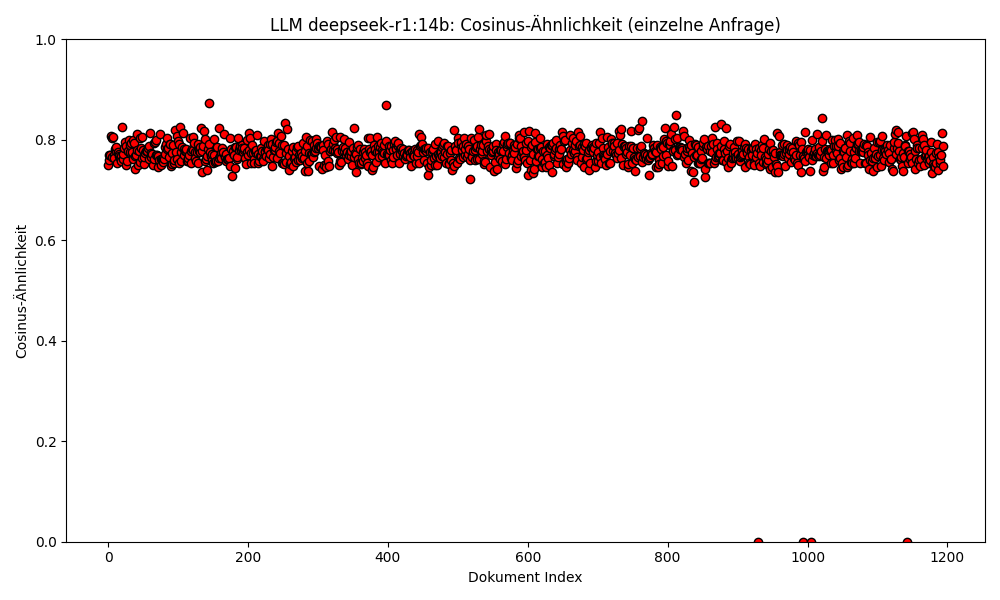 LLM deepseek-r1:14b: Cosinus-Ähnlichkeit (einzelne Anfrage)
1.0
0.8
0.6
0.4
0.2
0.0
Cosinus-Ähnlichkeit
0 200 400 600 800 1000 1200
Dokument Index